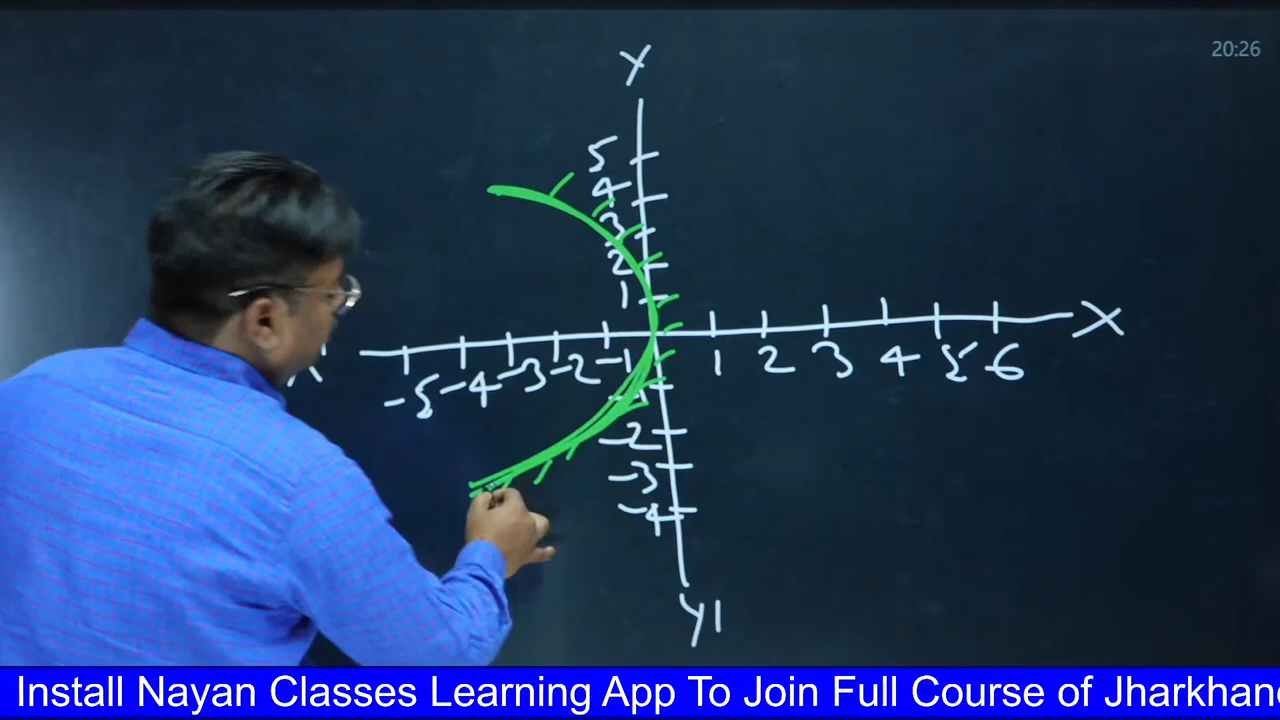 20:26
Y
5
4
3
2
1
X
-5 -4 -3 -2 -1 1 2 3 4 5 6
-1
-2
-3
-4
Y1
Install Nayan Classes Learning App To Join Full Course of Jharkhan